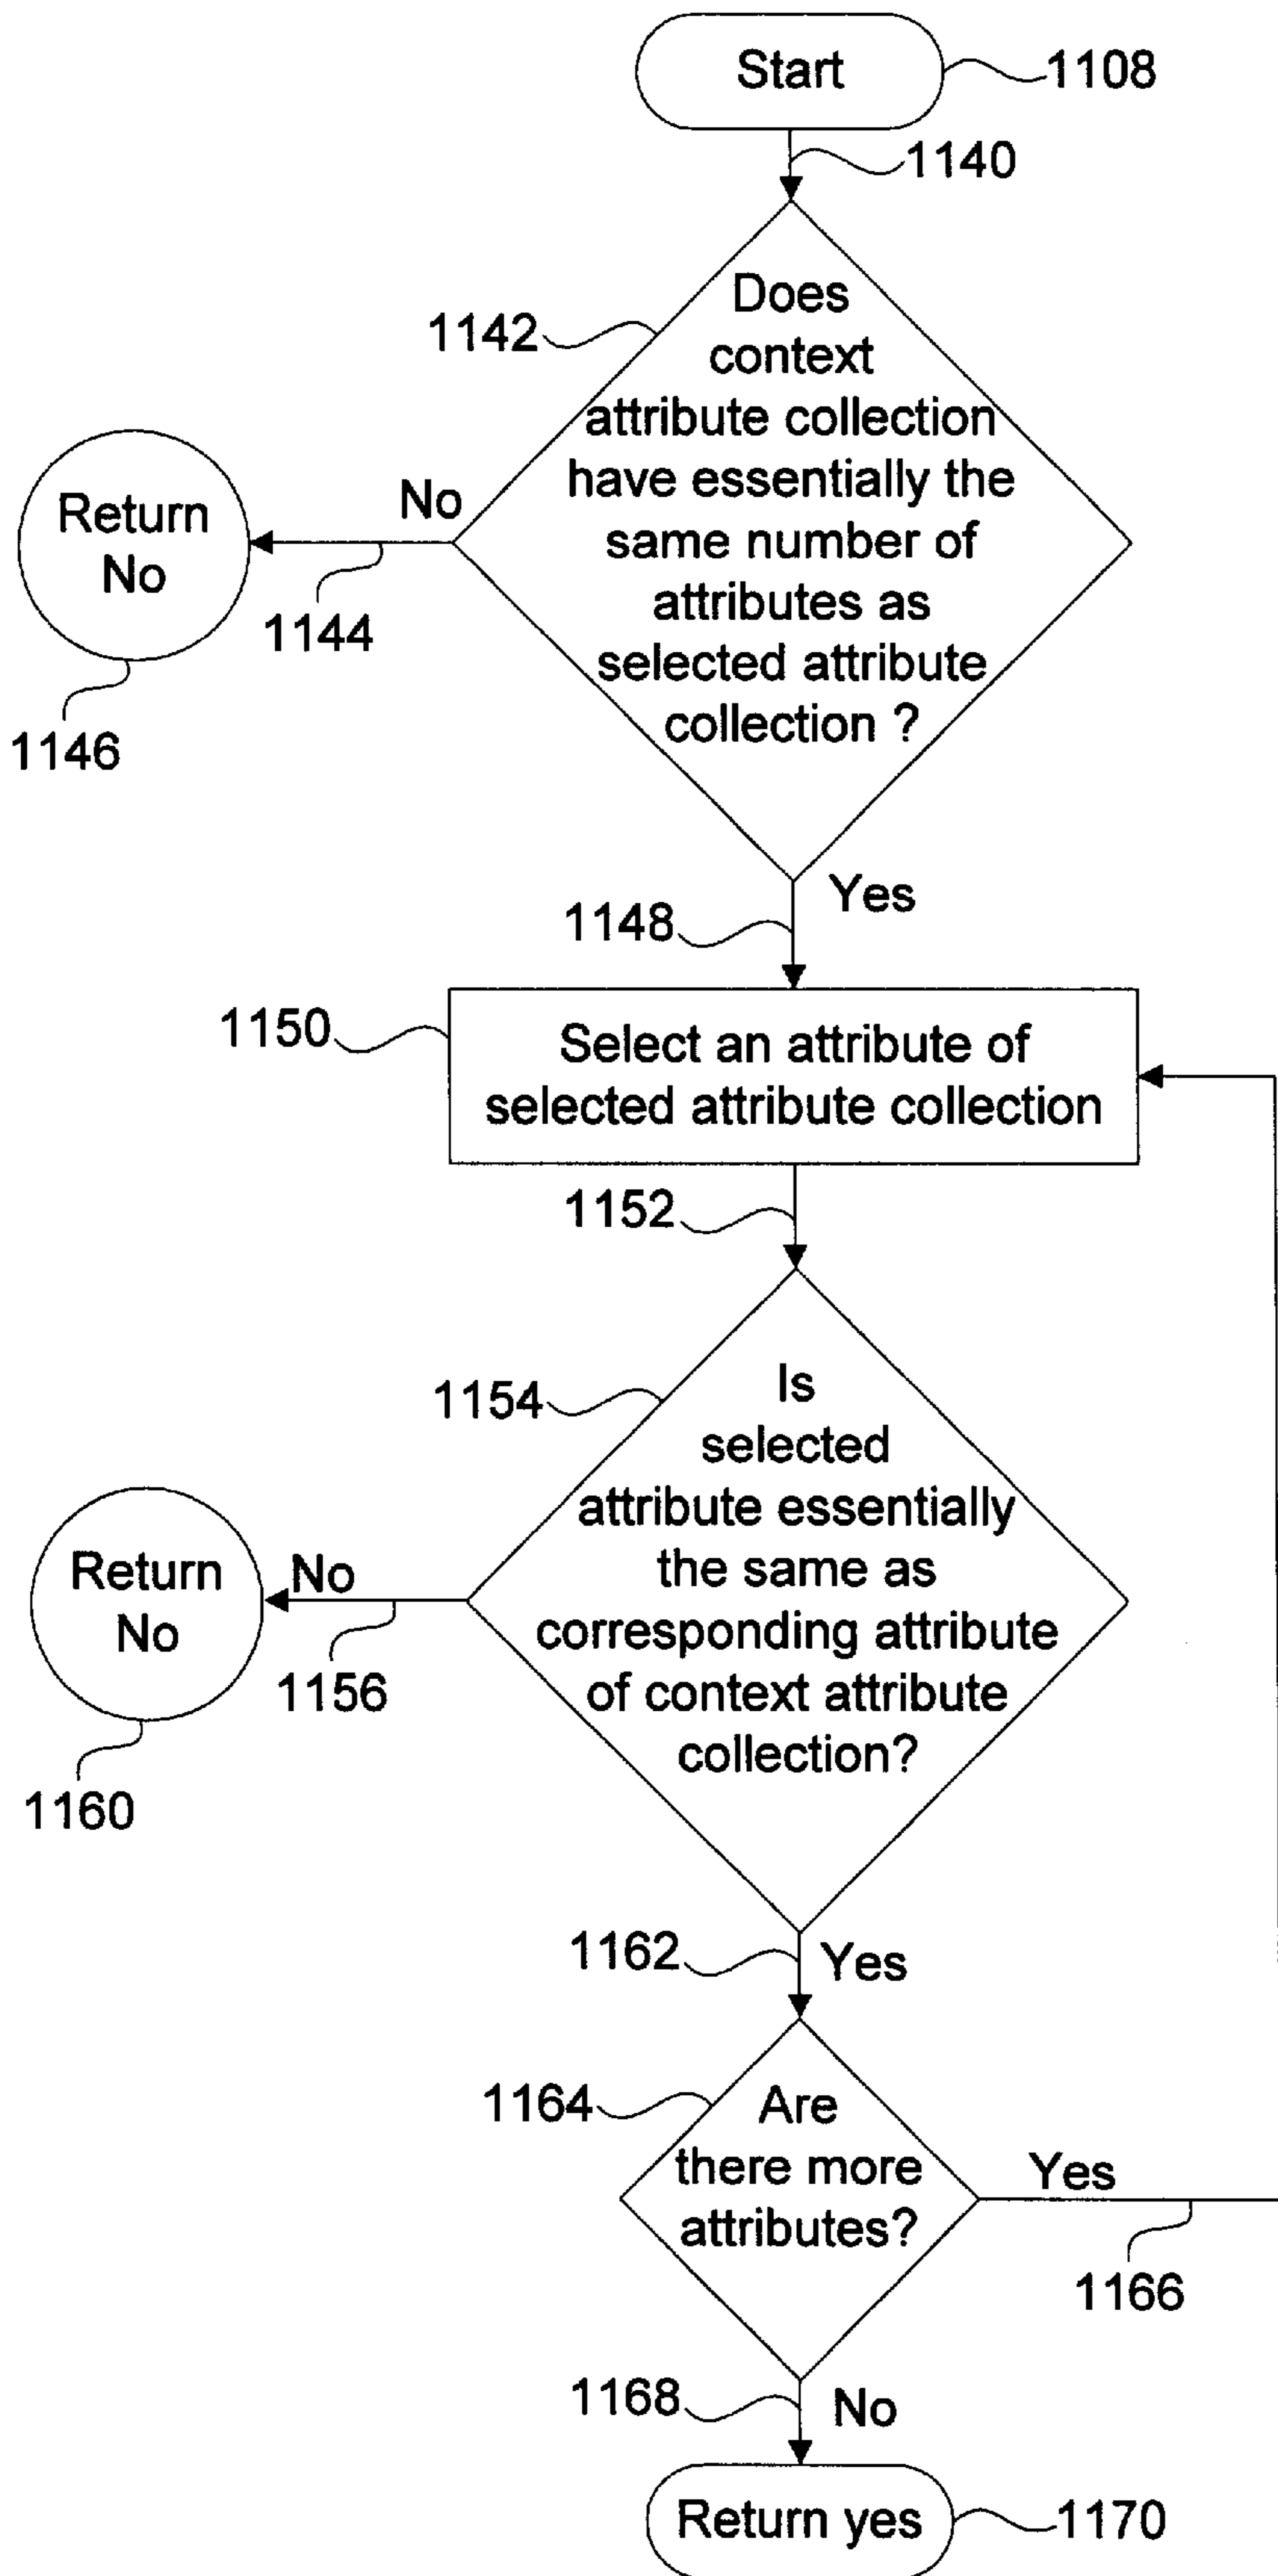 Start
1108
1140
1142
Does
context
attribute collection
have essentially the
same number of
attributes as
selected attribute
collection ?
No
Return
No
1144
1146
Yes
1148
1150
Select an attribute of
selected attribute collection
1152
1154
Is
selected
attribute essentially
the same as
corresponding attribute
of context attribute
collection?
No
Return
No
1156
1160
1162
Yes
1164
Are
there more
attributes?
Yes
1166
1168
No
Return yes
1170